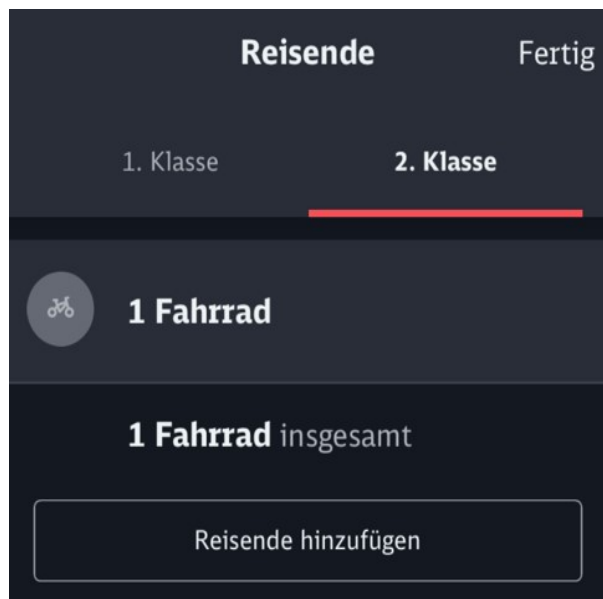 Reisende Fertig
1. Klasse 2. Klasse
1 Fahrrad
1 Fahrrad insgesamt
Reisende hinzufügen